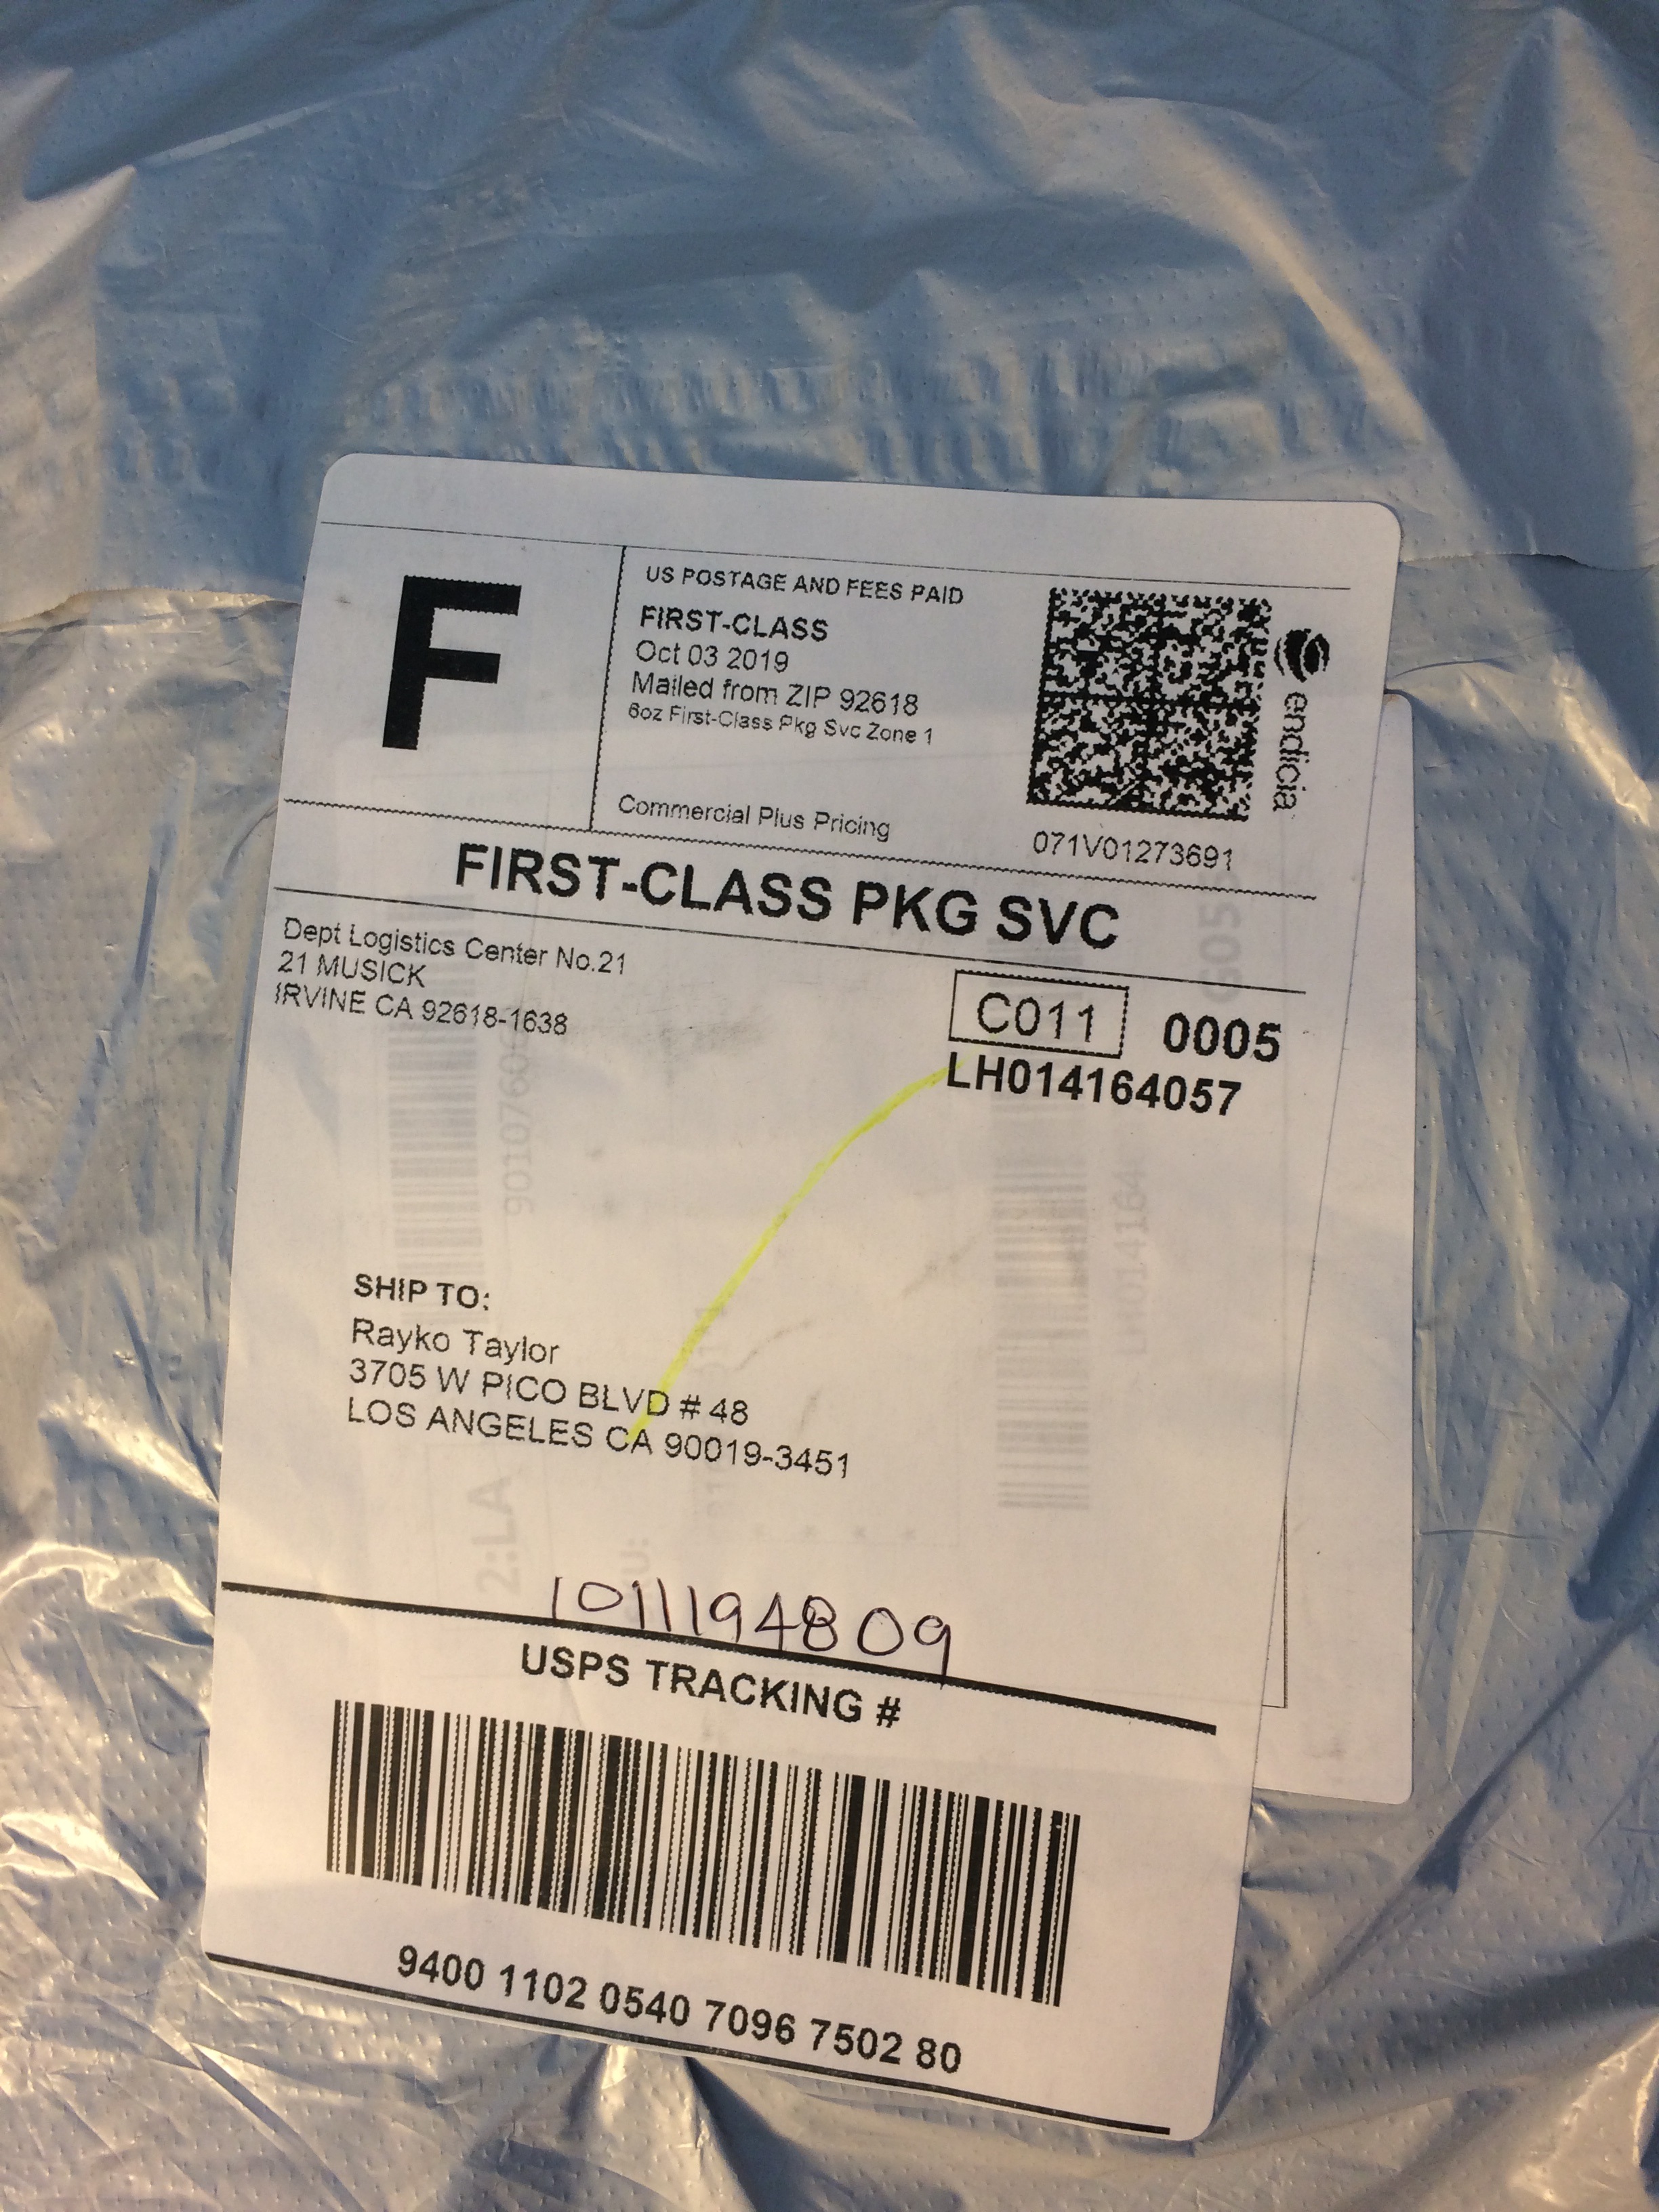 F
US POSTAGE AND FEES PAID
FIRST-CLASS
Oct 03 2019
Mailed from ZIP 92618
6oz First-Class Pkg Svc Zone 1
Commercial Plus Pricing
endicia
071V01273691
FIRST-CLASS PKG SVC
Dept Logistics Center No.21
21 MUSICK
IRVINE CA 92618-1638
C011 0005
LH014164057
SHIP TO:
Rayko Taylor
3705 W PICO BLVD # 48
LOS ANGELES CA 90019-3451
1011194809
USPS TRACKING #
9400 1102 0540 7096 7502 80